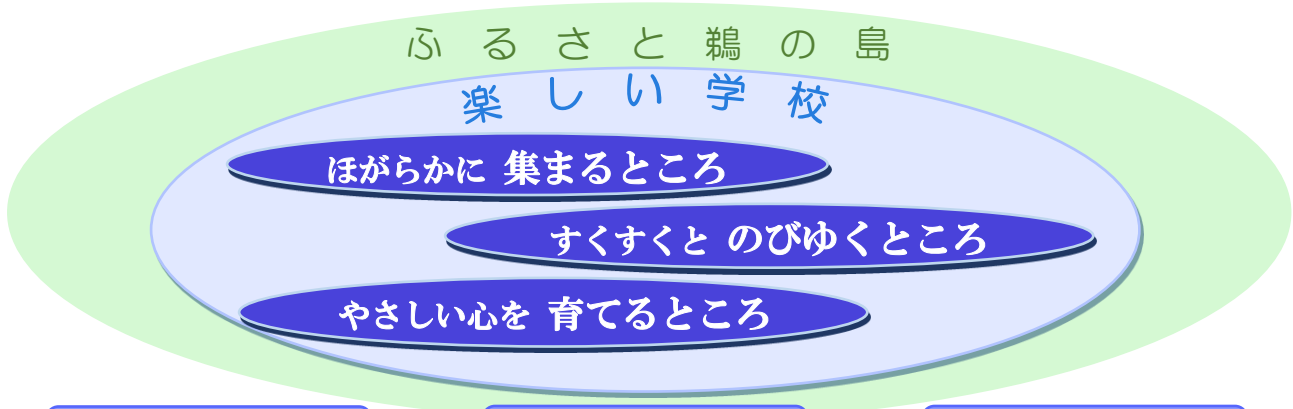 ふるさと鵜の島
楽しい学校
ほがらかに 集まるところ
すくすくと のびゆくところ
やさしい心を 育てるところ